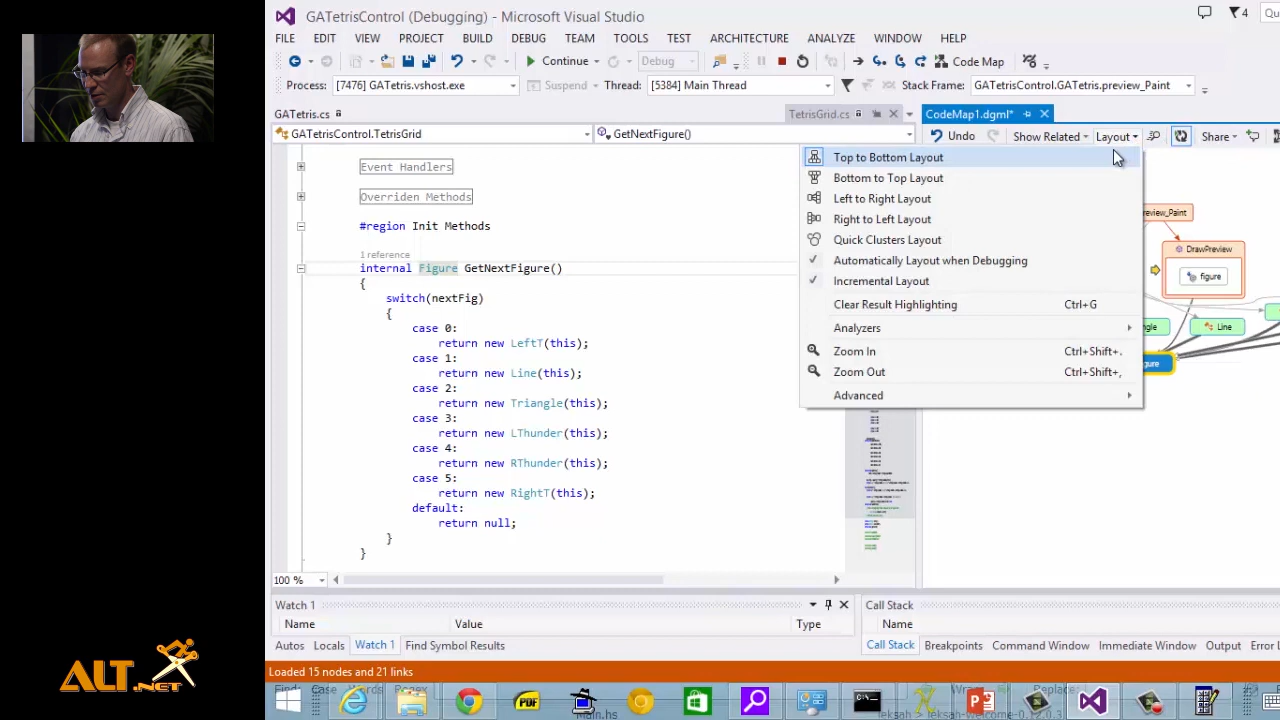 GATetrisControl (Debugging) - Microsoft Visual Studio
4
Qu
FILE EDIT VIEW PROJECT BUILD DEBUG TEAM TOOLS TEST ARCHITECTURE ANALYZE WINDOW HELP
Continue Debug Code Map
Process: [7476] GATetris.vshost.exe Suspend Thread: [5384] Main Thread Stack Frame: GATetrisControl.GATetris.preview_Paint
GATetris.cs TetrisGrid.cs CodeMap1.dgml*
GATetrisControl.TetrisGrid GetNextFigure() Undo Show Related Layout Share
Event Handlers
Overriden Methods
#region Init Methods
1 reference
internal Figure GetNextFigure()
{
switch(nextFig)
{
case 0:
return new LeftT(this);
case 1:
return new Line(this);
case 2:
return new Triangle(this);
case 3:
return new LThunder(this);
case 4:
return new RThunder(this);
case 5:
return new RightT(this);
default:
return null;
}
}
Top to Bottom Layout
Bottom to Top Layout
Left to Right Layout
Right to Left Layout
Quick Clusters Layout
Automatically Layout when Debugging
Incremental Layout
Clear Result Highlighting Ctrl+G
Analyzers
Zoom In Ctrl+Shift+.
Zoom Out Ctrl+Shift+,
Advanced
review_Paint
DrawPreview
figure
ngle
Line
gure
100 %
Watch 1 Call Stack
Name Value Type Name
Autos Locals Watch 1 Find Symbol Results Call Stack Breakpoints Command Window Immediate Window Output Error L
Loaded 15 nodes and 21 links
PDF
ALT.NET